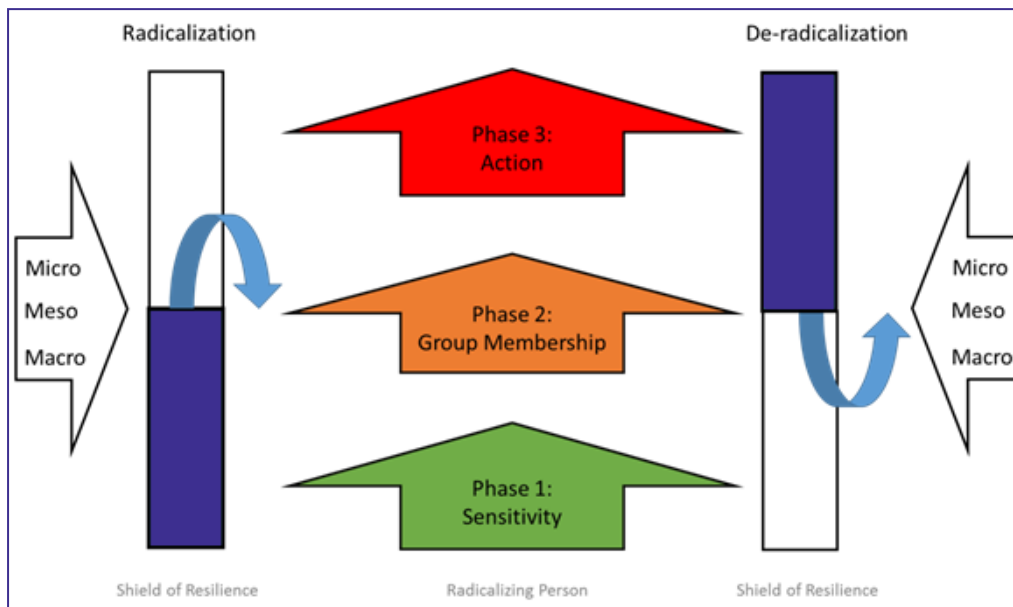 Radicalization
De-radicalization
Phase 3:
Action
Micro
Meso
Macro
Phase 2:
Group Membership
Micro
Meso
Macro
Phase 1:
Sensitivity
Shield of Resilience
Radicalizing Person
Shield of Resilience